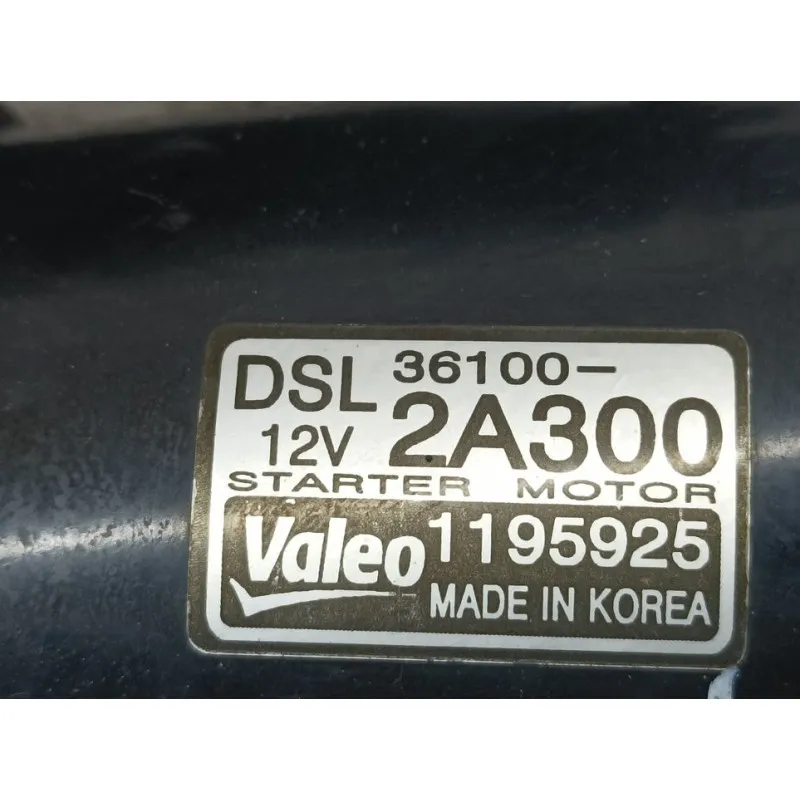 DSL 36100-
12V 2A300
STARTER MOTOR
Valeo 1195925
MADE IN KOREA